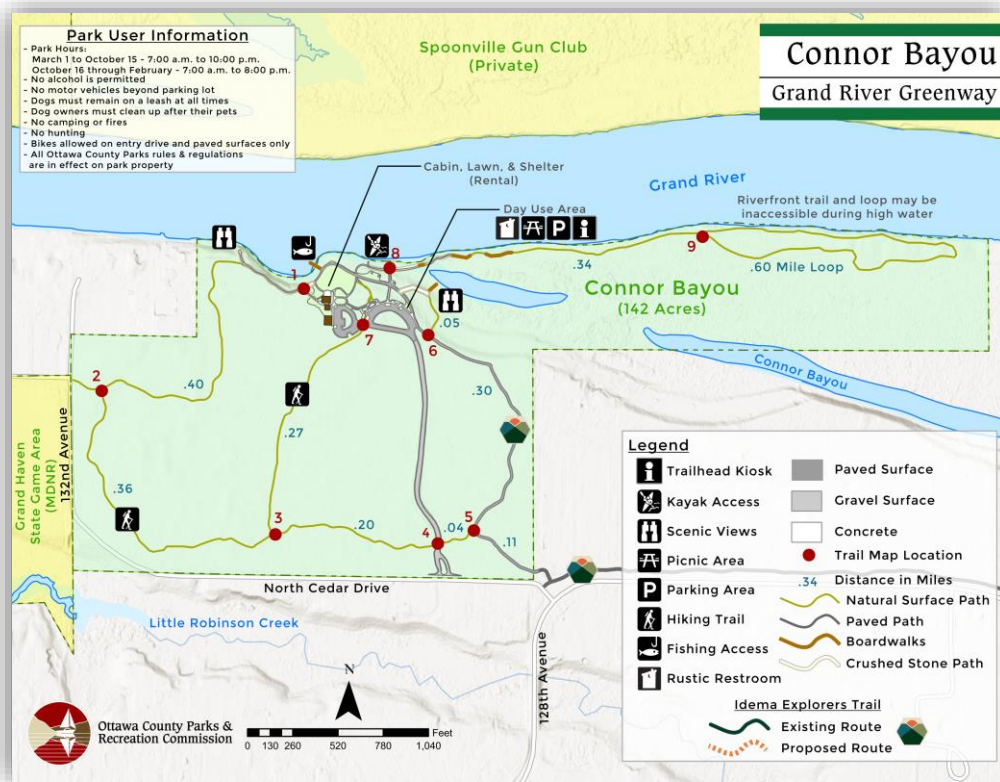 Park User Information
- Park Hours:
March 1 to October 15 - 7:00 a.m. to 10:00 p.m.
October 16 through February - 7:00 a.m. to 8:00 p.m.
- No alcohol is permitted
- No motor vehicles beyond parking lot
- Dogs must remain on a leash at all times
- Dog owners must clean up after their pets
- No camping or fires
- No hunting
- Bikes allowed on entry drive and paved surfaces only
- All Ottawa County Parks rules & regulations
are in effect on park property
Spoonville Gun Club
(Private)
Connor Bayou
Grand River Greenway
Cabin, Lawn, & Shelter
(Rental)
Grand River
Day Use Area
P
i
Riverfront trail and loop may be
inaccessible during high water
8
9
.34
.60 Mile Loop
1
Connor Bayou
(142 Acres)
.05
7
6
Connor Bayou
2
.40
.30
.27
132nd Avenue
Grand Haven
State Game Area
(MDNR)
.36
3
.20
4
.04
5
.11
North Cedar Drive
Little Robinson Creek
128th Avenue
Legend
i Trailhead Kiosk
Kayak Access
Scenic Views
Picnic Area
P Parking Area
Hiking Trail
Fishing Access
Rustic Restroom
Paved Surface
Gravel Surface
Concrete
Trail Map Location
.34 Distance in Miles
Natural Surface Path
Paved Path
Boardwalks
Crushed Stone Path
Idema Explorers Trail
Existing Route
Proposed Route
N
Ottawa County Parks &
Recreation Commission
Feet
0 130 260 520 780 1,040